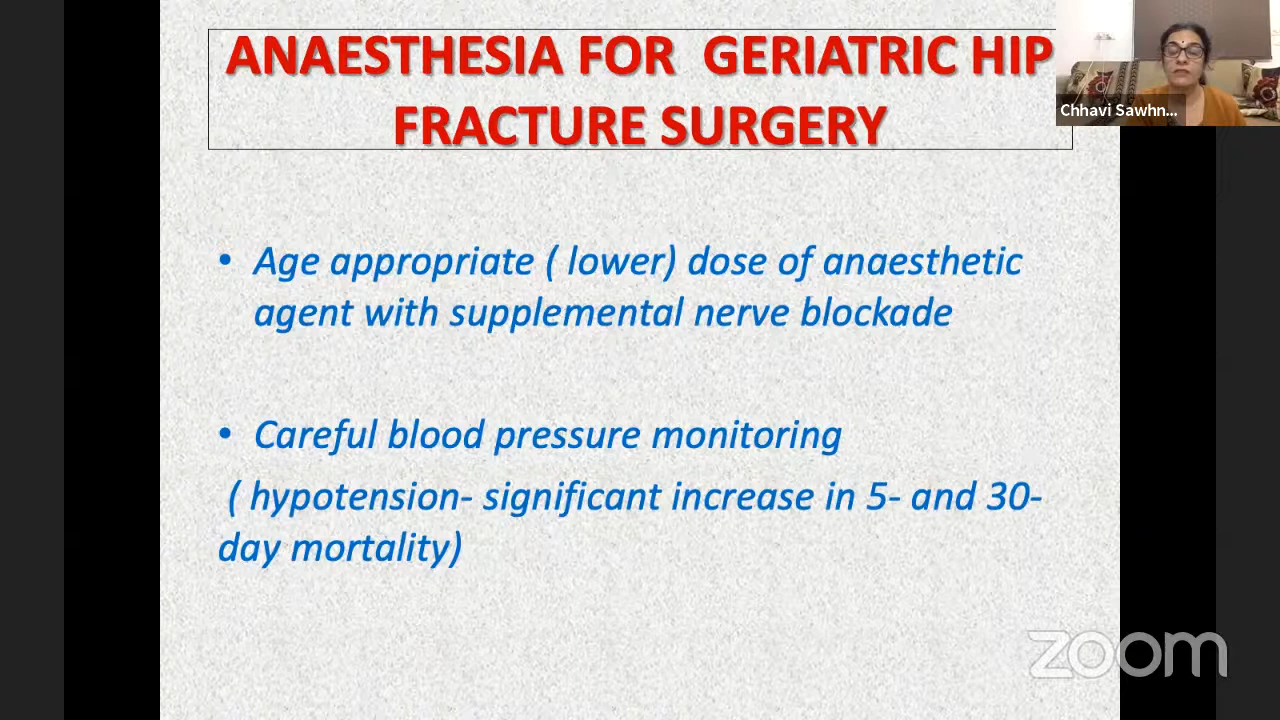 ANAESTHESIA FOR GERIATRIC HIP
FRACTURE SURGERY
Chhavi Sawhn...
• Age appropriate ( lower) dose of anaesthetic
agent with supplemental nerve blockade
• Careful blood pressure monitoring
( hypotension- significant increase in 5- and 30-
day mortality)
zoom